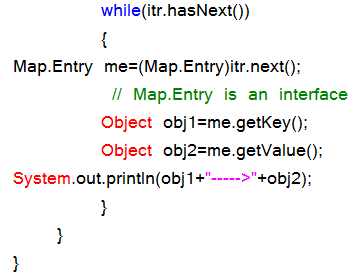 while(itr.hasNext())
{
Map.Entry me=(Map.Entry)itr.next();
// Map.Entry is an interface
Object obj1=me.getKey();
Object obj2=me.getValue();
System.out.println(obj1+"----->"+obj2);
}
}
}